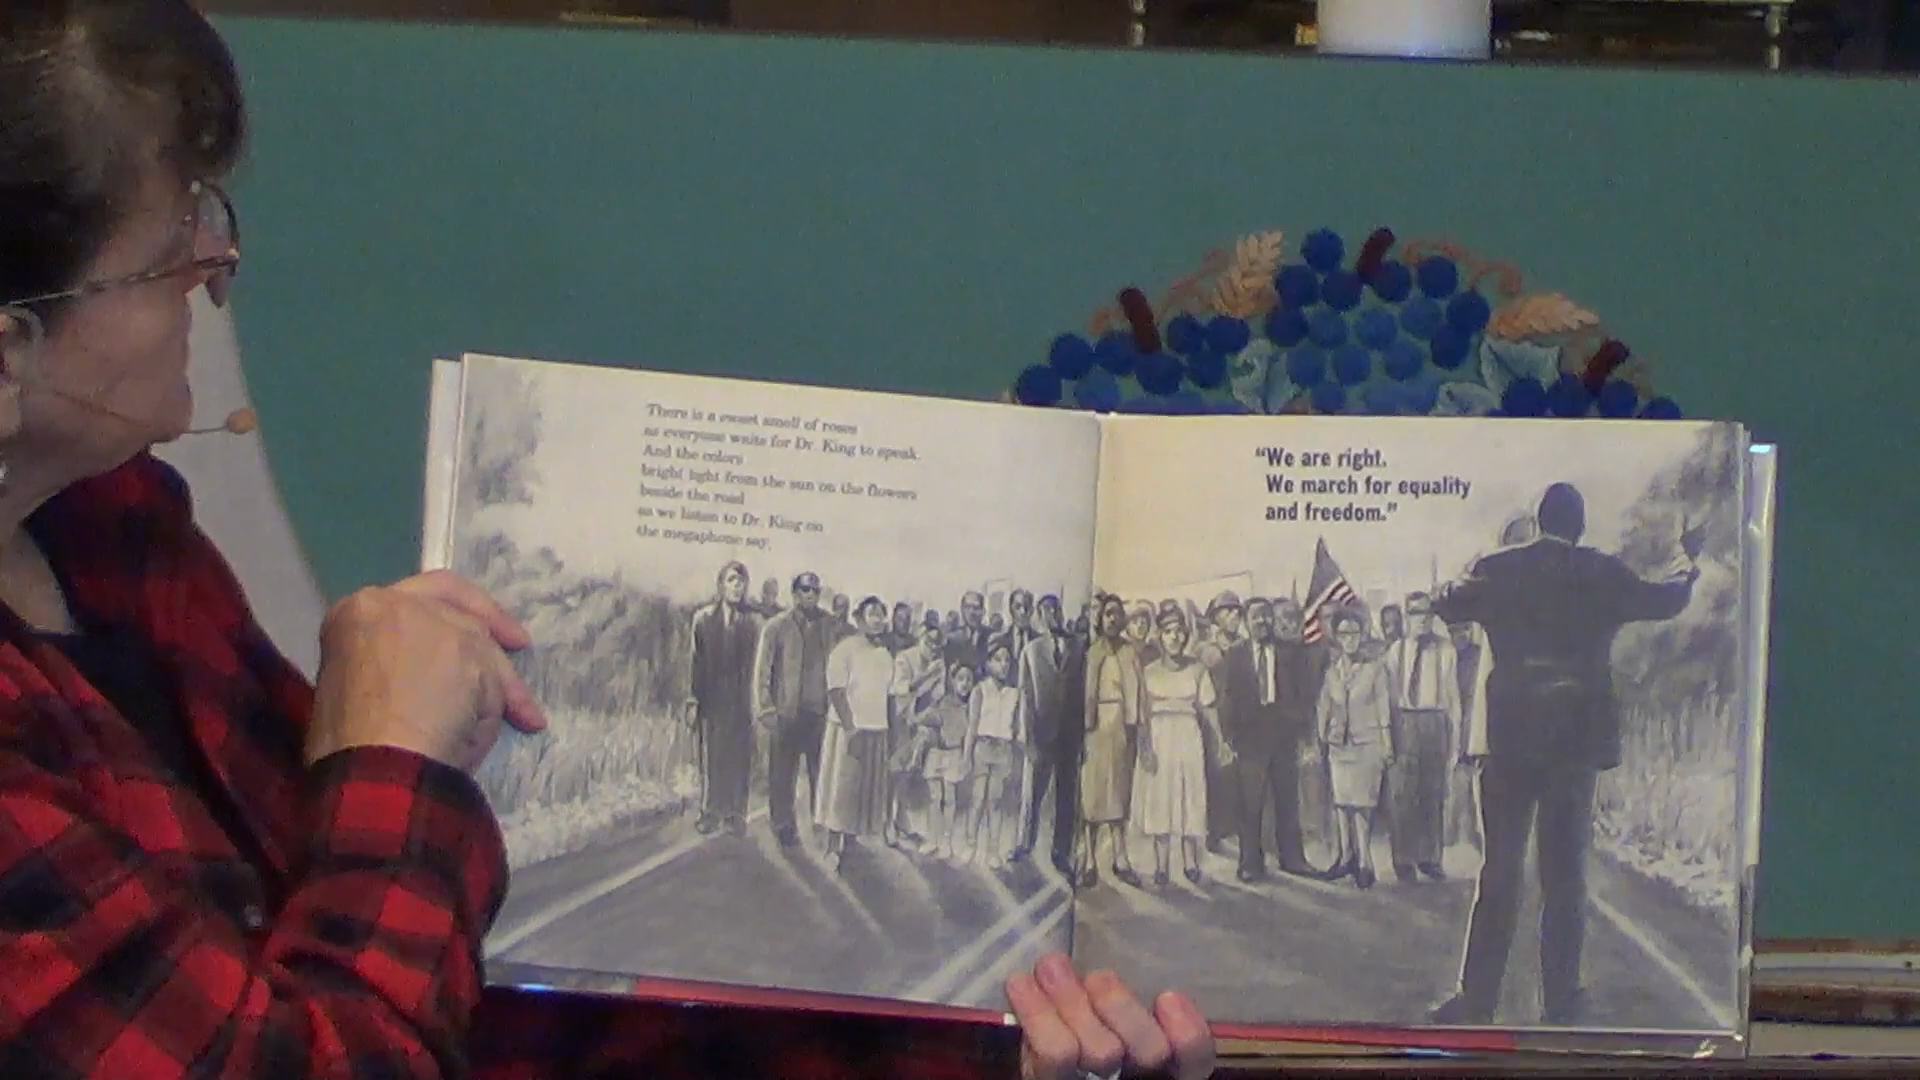 There is a sweet smell of roses
as everyone waits for Dr. King to speak.
And the colors
bright light from the sun on the flowers
beside the road
as we listen to Dr. King on
the megaphone say,
“We are right.
We march for equality
and freedom.”